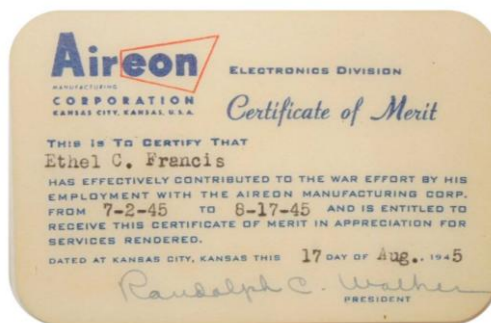 Aireon
MANUFACTURING
CORPORATION
KANSAS CITY, KANSAS, U.S.A.
ELECTRONICS DIVISION
Certificate of Merit
THIS IS TO CERTIFY THAT
Ethel C. Francis
HAS EFFECTIVELY CONTRIBUTED TO THE WAR EFFORT BY HIS
EMPLOYMENT WITH THE AIREON MANUFACTURING CORP.
FROM 7-2-45 TO 8-17-45 AND IS ENTITLED TO
RECEIVE THIS CERTIFICATE OF MERIT IN APPRECIATION FOR
SERVICES RENDERED.
DATED AT KANSAS CITY, KANSAS THIS 17 DAY OF Aug., 1945
Randolph C. Walker
PRESIDENT